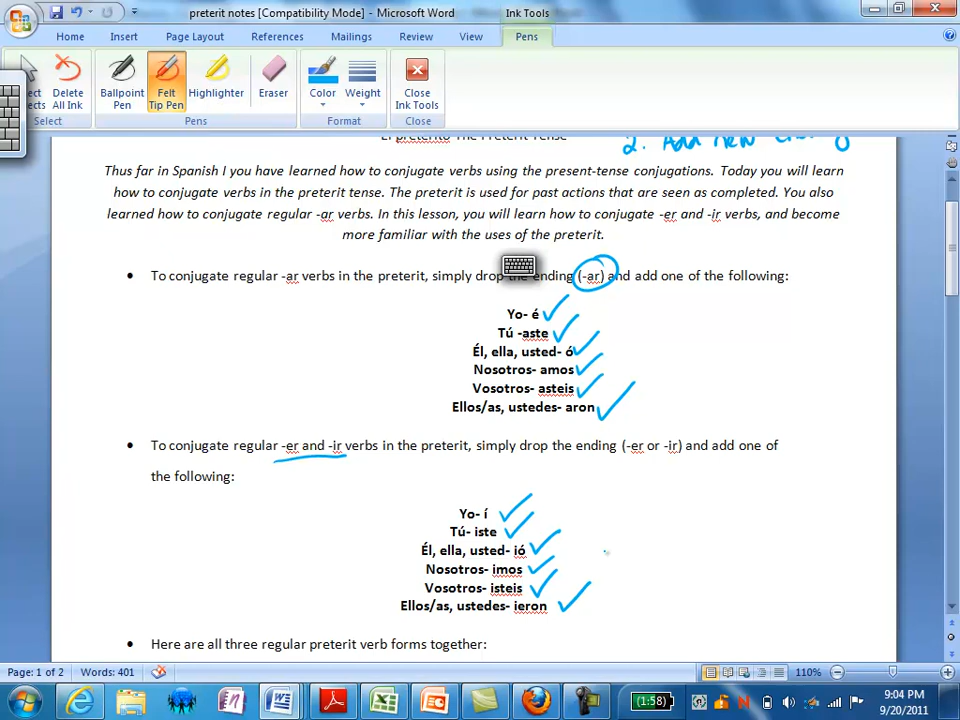 preterit notes [Compatibility Mode] - Microsoft Word
Ink Tools
Home
Insert
Page Layout
References
Mailings
Review
View
Pens
Delete
All Ink
Ballpoint
Pen
Felt
Tip Pen
Highlighter
Eraser
Color
Weight
Close
Ink Tools
Select
Pens
Format
Close
2. Add new
Thus far in Spanish I you have learned how to conjugate verbs using the present-tense conjugations. Today you will learn
how to conjugate verbs in the preterit tense. The preterit is used for past actions that are seen as completed. You also
learned how to conjugate regular -ar verbs. In this lesson, you will learn how to conjugate -er and -ir verbs, and become
more familiar with the uses of the preterit.
• To conjugate regular -ar verbs in the preterit, simply drop ending (-ar) and add one of the following:
Yo- é
Tú -aste
Él, ella, usted- ó
Nosotros- amos
Vosotros- asteis
Ellos/as, ustedes- aron
• To conjugate regular -er and -ir verbs in the preterit, simply drop the ending (-er or -ir) and add one of
the following:
Yo- í
Tú- iste
Él, ella, usted- ió
Nosotros- imos
Vosotros- isteis
Ellos/as, ustedes- ieron
• Here are all three regular preterit verb forms together:
Page: 1 of 2
Words: 401
110%
(1:58)
9:04 PM
9/20/2011